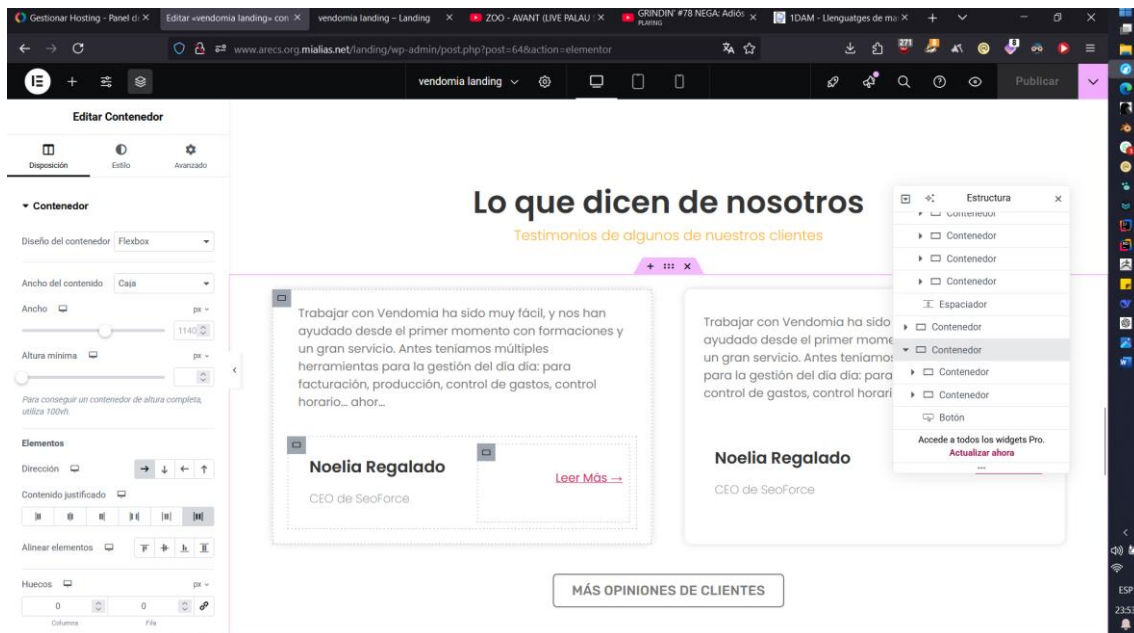 Gestionar Hosting - Panel de
Editar «vendomia landing» con
vendomia landing – Landing
ZOO - AVANT (LIVE PALAU
GRINDIN' #78 NEGA: Adiós
PLAYING
1DAM - Llenguatges de ma
www.arecs.org.mialias.net/landing/wp-admin/post.php?post=64&action=elementor
271
vendomia landing
Publicar
Editar Contenedor
Disposición
Estilo
Avanzado
Contenedor
Diseño del contenedor
Flexbox
Ancho del contenido
Caja
Ancho
px
1140
Altura mínima
px
Para conseguir un contenedor de altura completa,
utiliza 100vh.
Elementos
Dirección
Contenido justificado
Alinear elementos
Huecos
px
0
0
Columna
Fila
Lo que dicen de nosotros
Testimonios de algunos de nuestros clientes
Trabajar con Vendomia ha sido muy fácil, y nos han
ayudado desde el primer momento con formaciones y
un gran servicio. Antes teníamos múltiples
herramientas para la gestión del día día: para
facturación, producción, control de gastos, control
horario… ahor…
Noelia Regalado
CEO de SeoForce
Leer Más →
Trabajar con Vendomia ha sido
ayudado desde el primer mome
un gran servicio. Antes teníamos
para la gestión del día día: para
control de gastos, control horari
Noelia Regalado
CEO de SeoForce
MÁS OPINIONES DE CLIENTES
Estructura
Contenedor
Contenedor
Contenedor
Contenedor
Espaciador
Contenedor
Contenedor
Contenedor
Contenedor
Botón
Accede a todos los widgets Pro.
Actualizar ahora
ESP
23:53